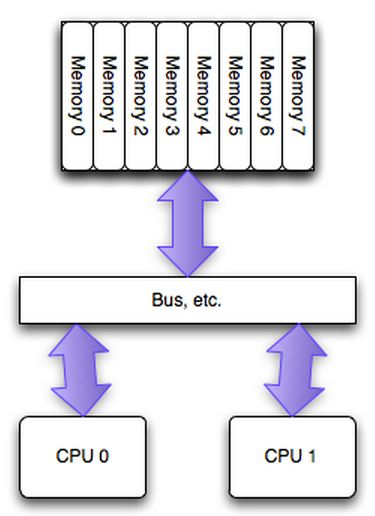 Memory 0
Memory 1
Memory 2
Memory 3
Memory 4
Memory 5
Memory 6
Memory 7
Bus, etc.
CPU 0
CPU 1